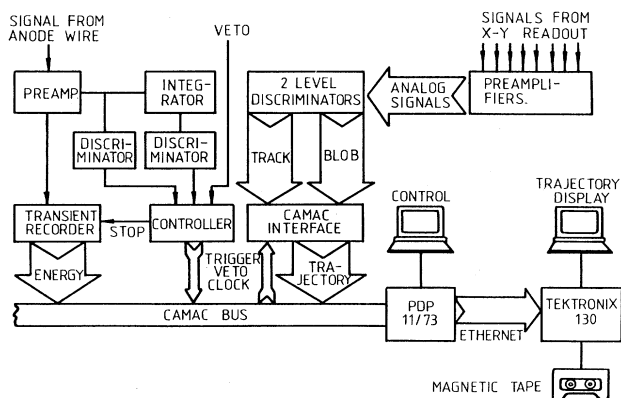 SIGNAL FROM
ANODE WIRE
VETO
SIGNALS FROM
X-Y READOUT
PREAMP
INTEG-
RATOR
2 LEVEL
DISCRIMINATORS
ANALOG
SIGNALS
PREAMPLI-
FIERS.
DISCRI-
MINATOR
DISCRI-
MINATOR
TRACK
BLOB
CONTROL
TRAJECTORY
DISPLAY
TRANSIENT
RECORDER
STOP
CONTROLLER
CAMAC
INTERFACE
ENERGY
TRIGGER
VETO
CLOCK
TRA-
JECTORY
CAMAC BUS
PDP
11/73
ETHERNET
TEKTRONIX
130
MAGNETIC TAPE